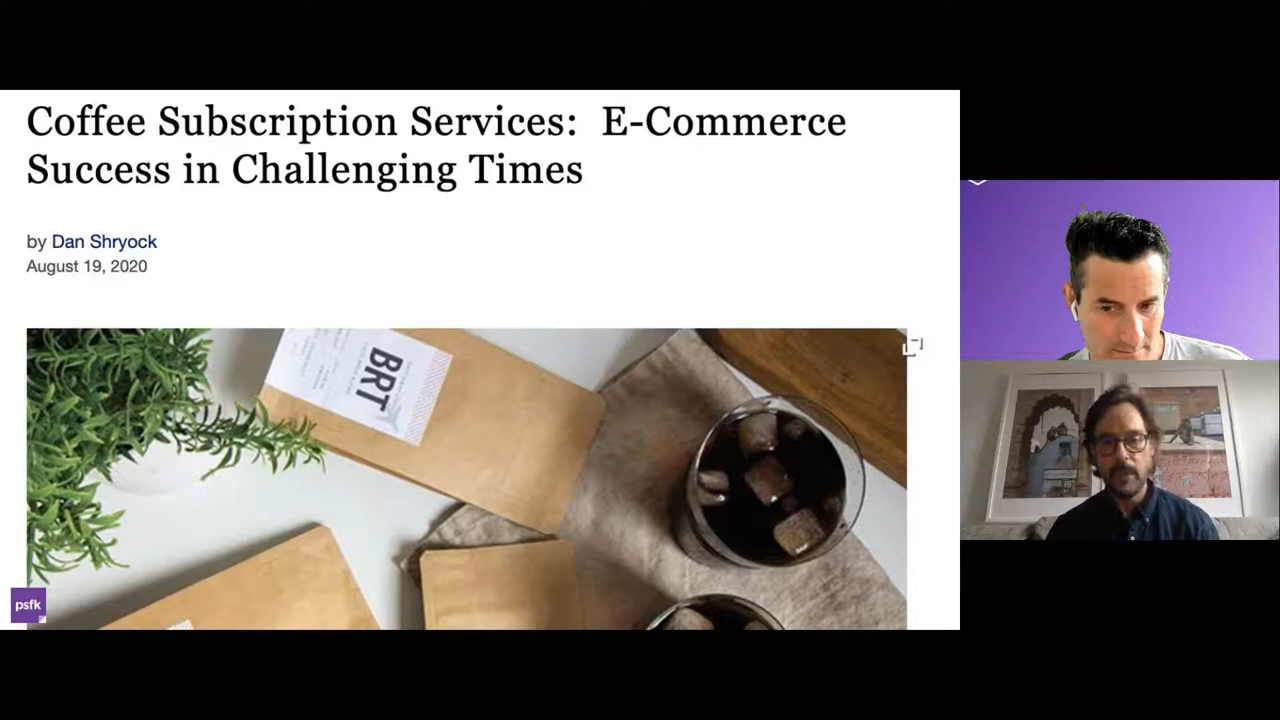 Coffee Subscription Services: E-Commerce
Success in Challenging Times
by Dan Shryock
August 19, 2020
BRT
psfk